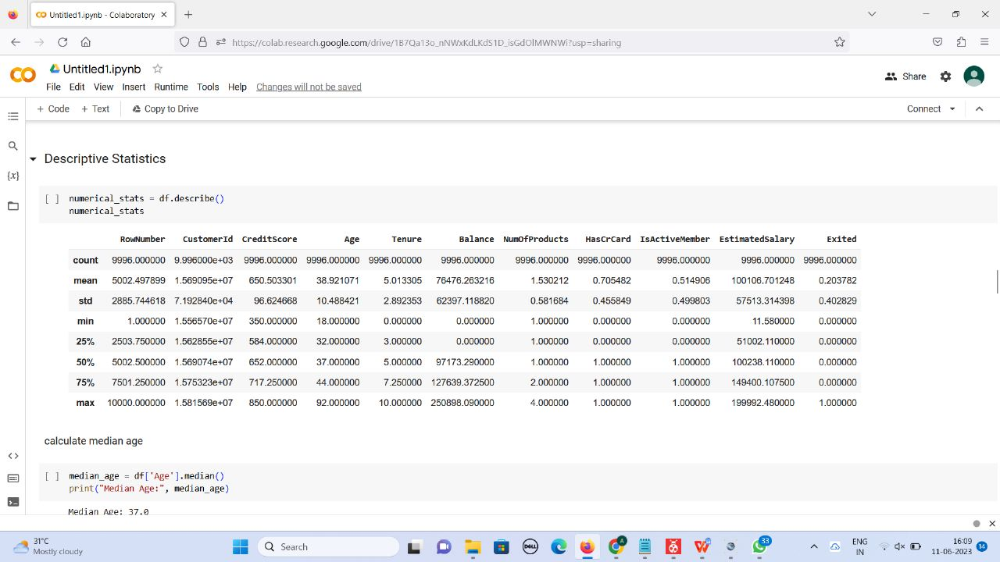 Untitled1.ipynb - Colaboratory
https://colab.research.google.com/drive/1B7Qa13o_nNWxKdLKdS1D_isGdOlMWNWi?usp=sharing
Untitled1.ipynb
File Edit View Insert Runtime Tools Help Changes will not be saved
Share
+ Code + Text Copy to Drive
Connect
Descriptive Statistics
[ ] numerical_stats = df.describe()
numerical_stats
RowNumber CustomerId CreditScore Age Tenure Balance NumOfProducts HasCrCard IsActiveMember EstimatedSalary Exited
count 9996.000000 9.996000e+03 9996.000000 9996.000000 9996.000000 9996.000000 9996.000000 9996.000000 9996.000000 9996.000000 9996.000000
mean 5002.497899 1.569095e+07 650.503301 38.921071 5.013305 76476.263216 1.530212 0.705482 0.514906 100106.701248 0.203782
std 2885.744618 7.192840e+04 96.624668 10.488421 2.892353 62397.118820 0.581684 0.455849 0.499803 57513.314398 0.402829
min 1.000000 1.556570e+07 350.000000 18.000000 0.000000 0.000000 1.000000 0.000000 0.000000 11.580000 0.000000
25% 2503.750000 1.562855e+07 584.000000 32.000000 3.000000 0.000000 1.000000 0.000000 0.000000 51002.110000 0.000000
50% 5002.500000 1.569074e+07 652.000000 37.000000 5.000000 97173.290000 1.000000 1.000000 1.000000 100238.110000 0.000000
75% 7501.250000 1.575323e+07 717.250000 44.000000 7.250000 127639.372500 2.000000 1.000000 1.000000 149400.107500 0.000000
max 10000.000000 1.581569e+07 850.000000 92.000000 10.000000 250898.090000 4.000000 1.000000 1.000000 199992.480000 1.000000
calculate median age
[ ] median_age = df['Age'].median()
print("Median Age:", median_age)
Median Age: 37.0
31°C
Mostly cloudy
Search
DELL
A
33
ENG
IN
16:09
11-06-2023
14